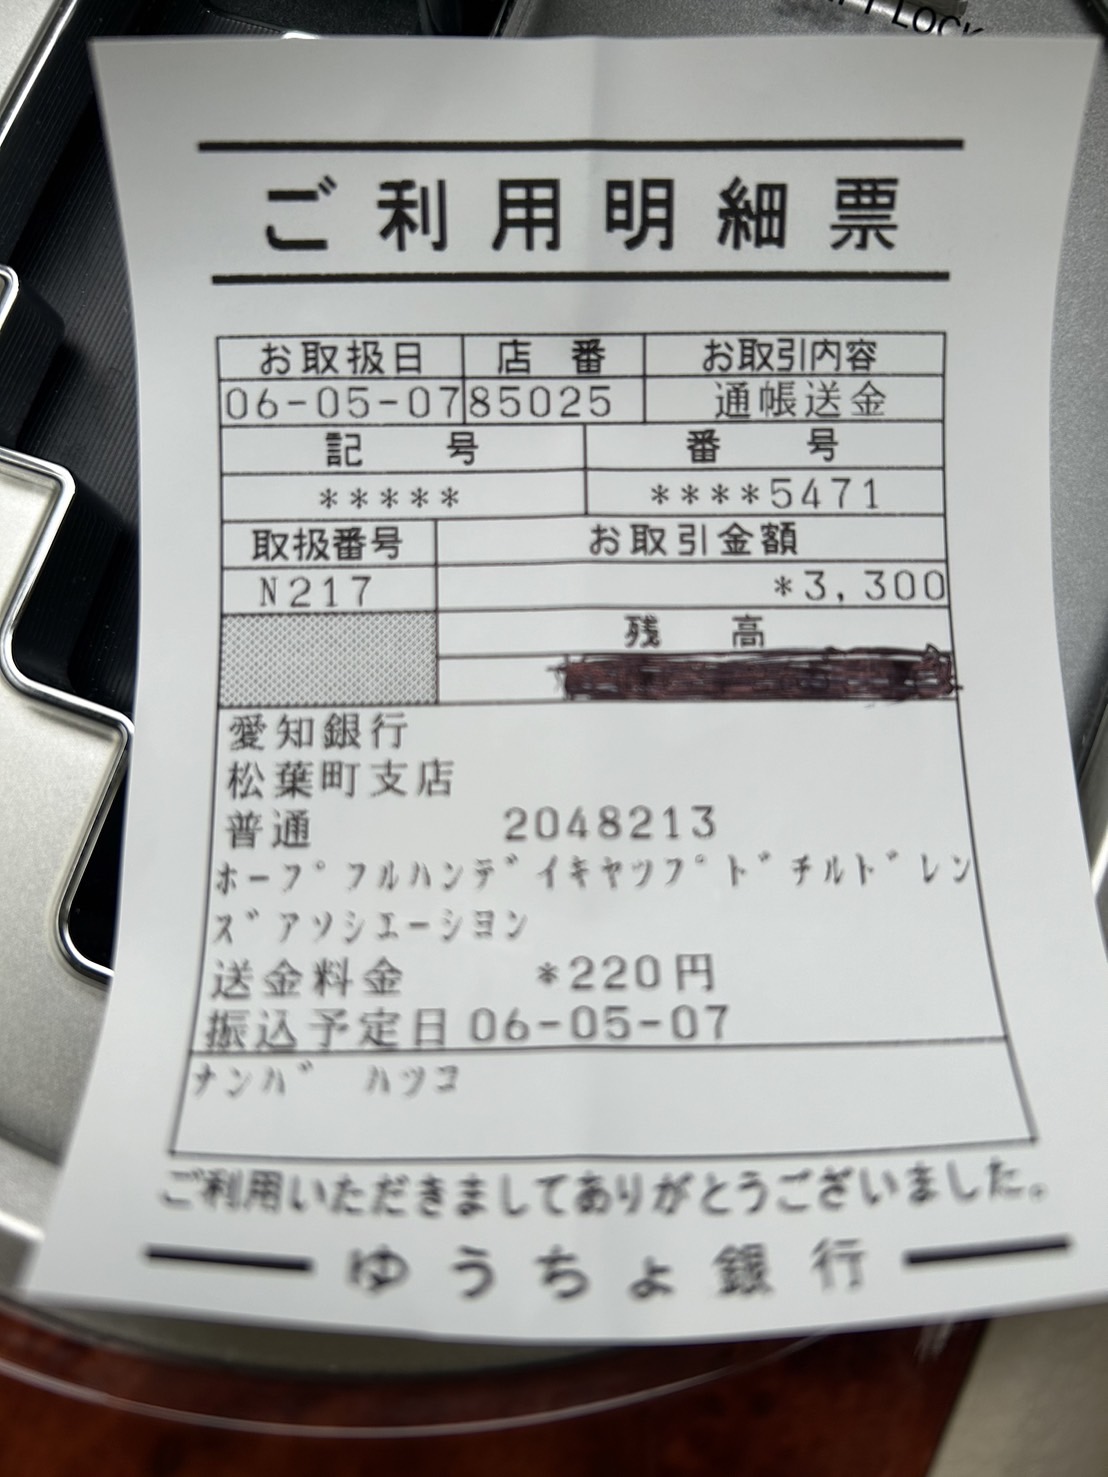 ご利用明細票
お取扱日 店番 お取引内容
06-05-07 85025 通帳送金
記号 番号
***** ****5471
取扱番号 お取引金額
N217 *3,300
残高
愛知銀行
松葉町支店
普通 2048213
ホープフルハンデイキヤツプドチルドレン
ズアソシエーシヨン
送金料金 *220円
振込予定日 06-05-07
ナンバ ハツコ
ご利用いただきましてありがとうございました。
ゆうちょ銀行